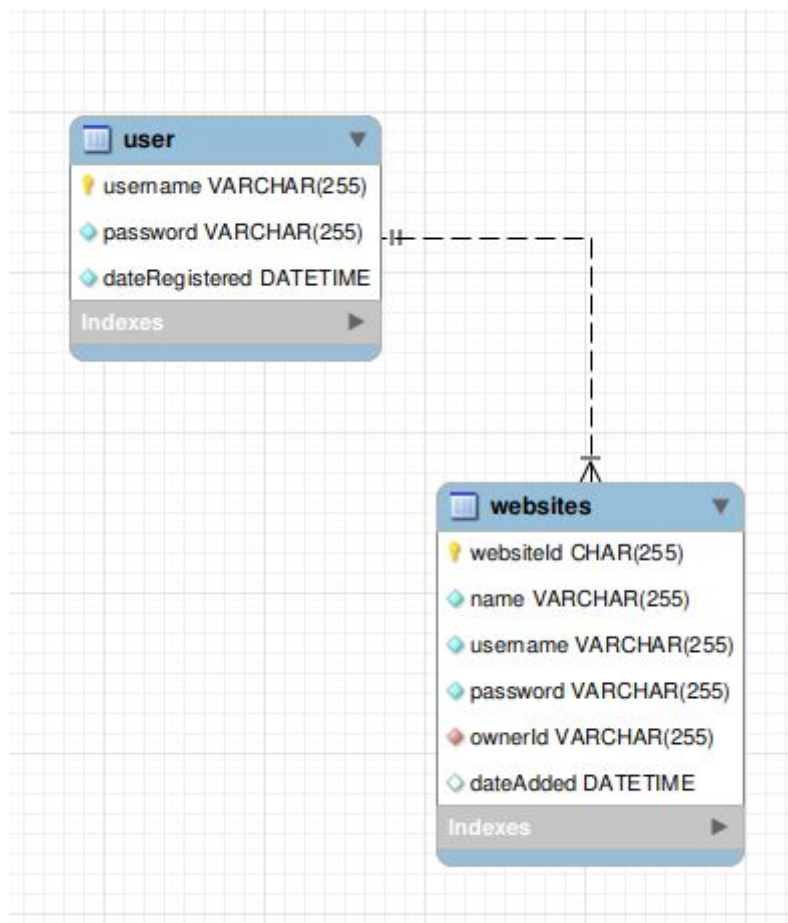 user
username VARCHAR(255)
password VARCHAR(255)
dateRegistered DATETIME
Indexes
websites
websiteId CHAR(255)
name VARCHAR(255)
username VARCHAR(255)
password VARCHAR(255)
ownerId VARCHAR(255)
dateAdded DATETIME
Indexes